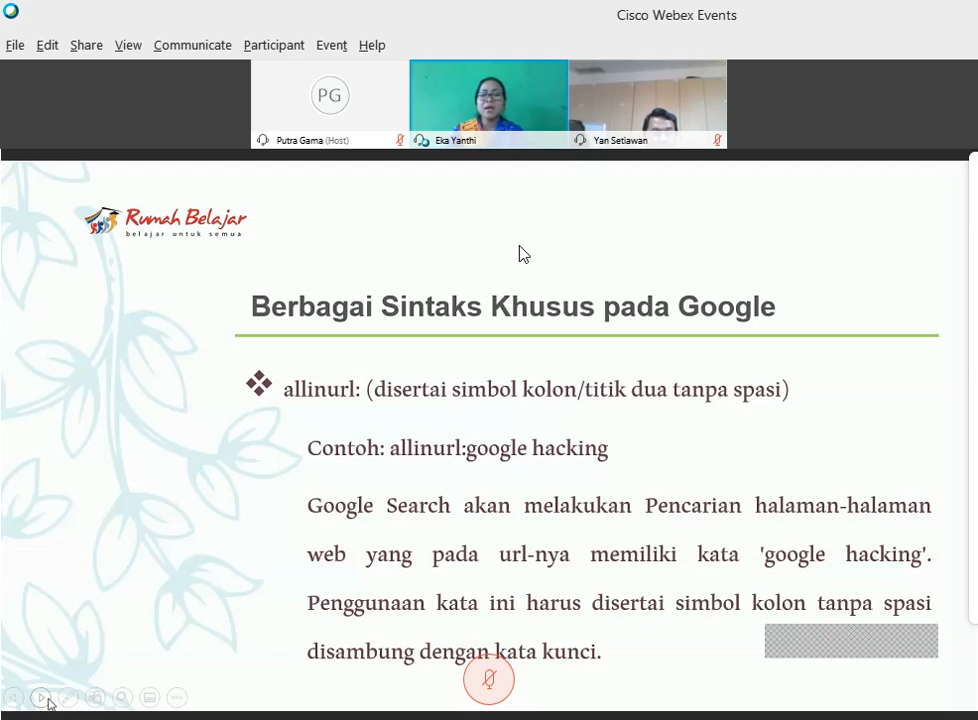 Cisco Webex Events
File Edit Share View Communicate Participant Event Help
PG
Putra Gama (Host) Eka Yanthi Yan Setiawan
Rumah Belajar
belajar untuk semua
Berbagai Sintaks Khusus pada Google
allinurl: (disertai simbol kolon/titik dua tanpa spasi)
Contoh: allinurl:google hacking
Google Search akan melakukan Pencarian halaman-halaman
web yang pada url-nya memiliki kata 'google hacking'.
Penggunaan kata ini harus disertai simbol kolon tanpa spasi
disambung dengan kata kunci.